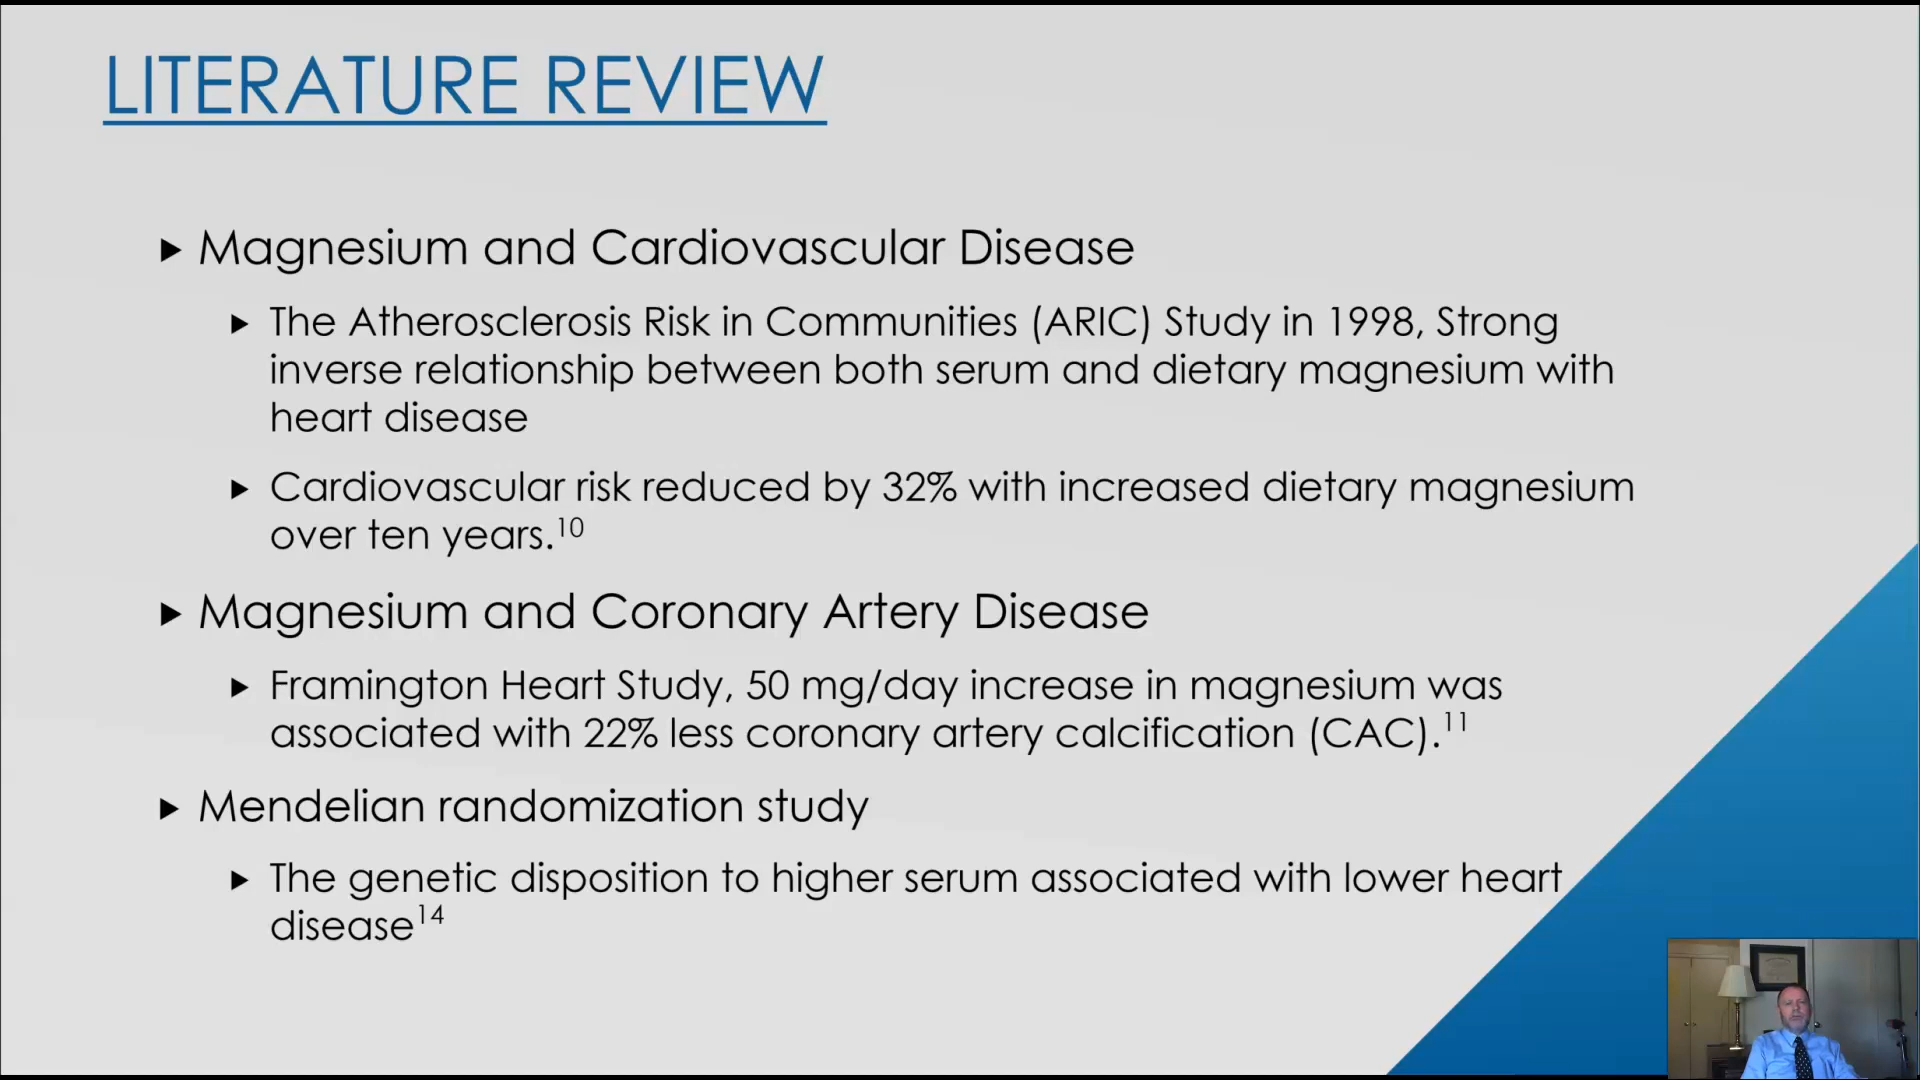 LITERATURE REVIEW
Magnesium and Cardiovascular Disease
The Atherosclerosis Risk in Communities (ARIC) Study in 1998, Strong
inverse relationship between both serum and dietary magnesium with
heart disease
Cardiovascular risk reduced by 32% with increased dietary magnesium
over ten years.10
Magnesium and Coronary Artery Disease
Framington Heart Study, 50 mg/day increase in magnesium was
associated with 22% less coronary artery calcification (CAC).11
Mendelian randomization study
The genetic disposition to higher serum associated with lower heart
disease14